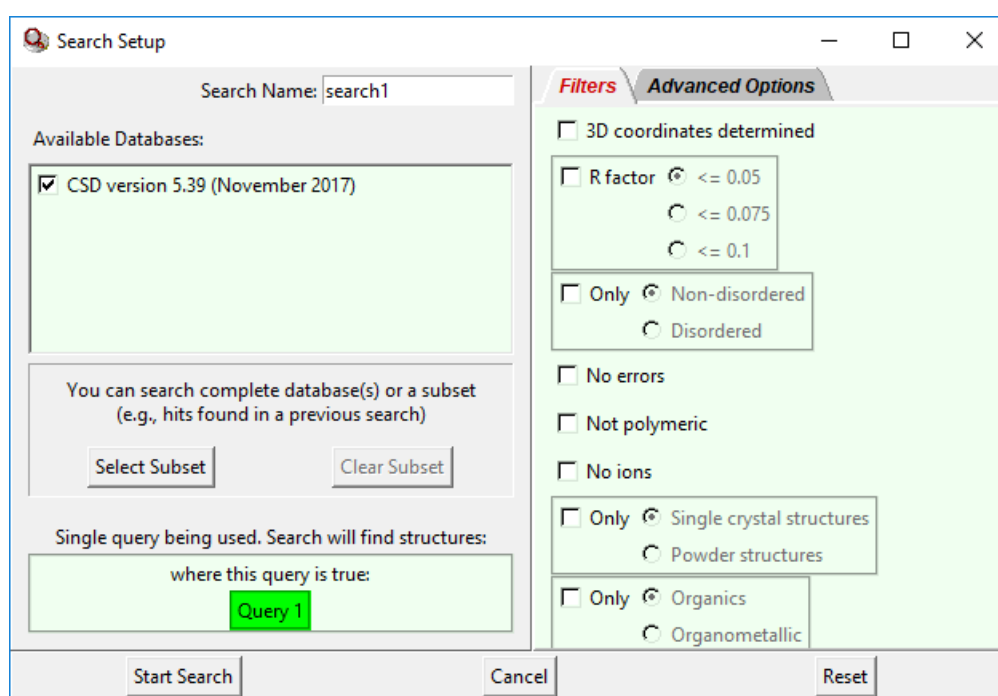 Search Setup
Search Name: search1
Available Databases:
CSD version 5.39 (November 2017)
You can search complete database(s) or a subset
(e.g., hits found in a previous search)
Select Subset
Clear Subset
Single query being used. Search will find structures:
where this query is true:
Query 1
Filters
Advanced Options
3D coordinates determined
R factor <= 0.05
<= 0.075
<= 0.1
Only Non-disordered
Disordered
No errors
Not polymeric
No ions
Only Single crystal structures
Powder structures
Only Organics
Organometallic
Start Search
Cancel
Reset